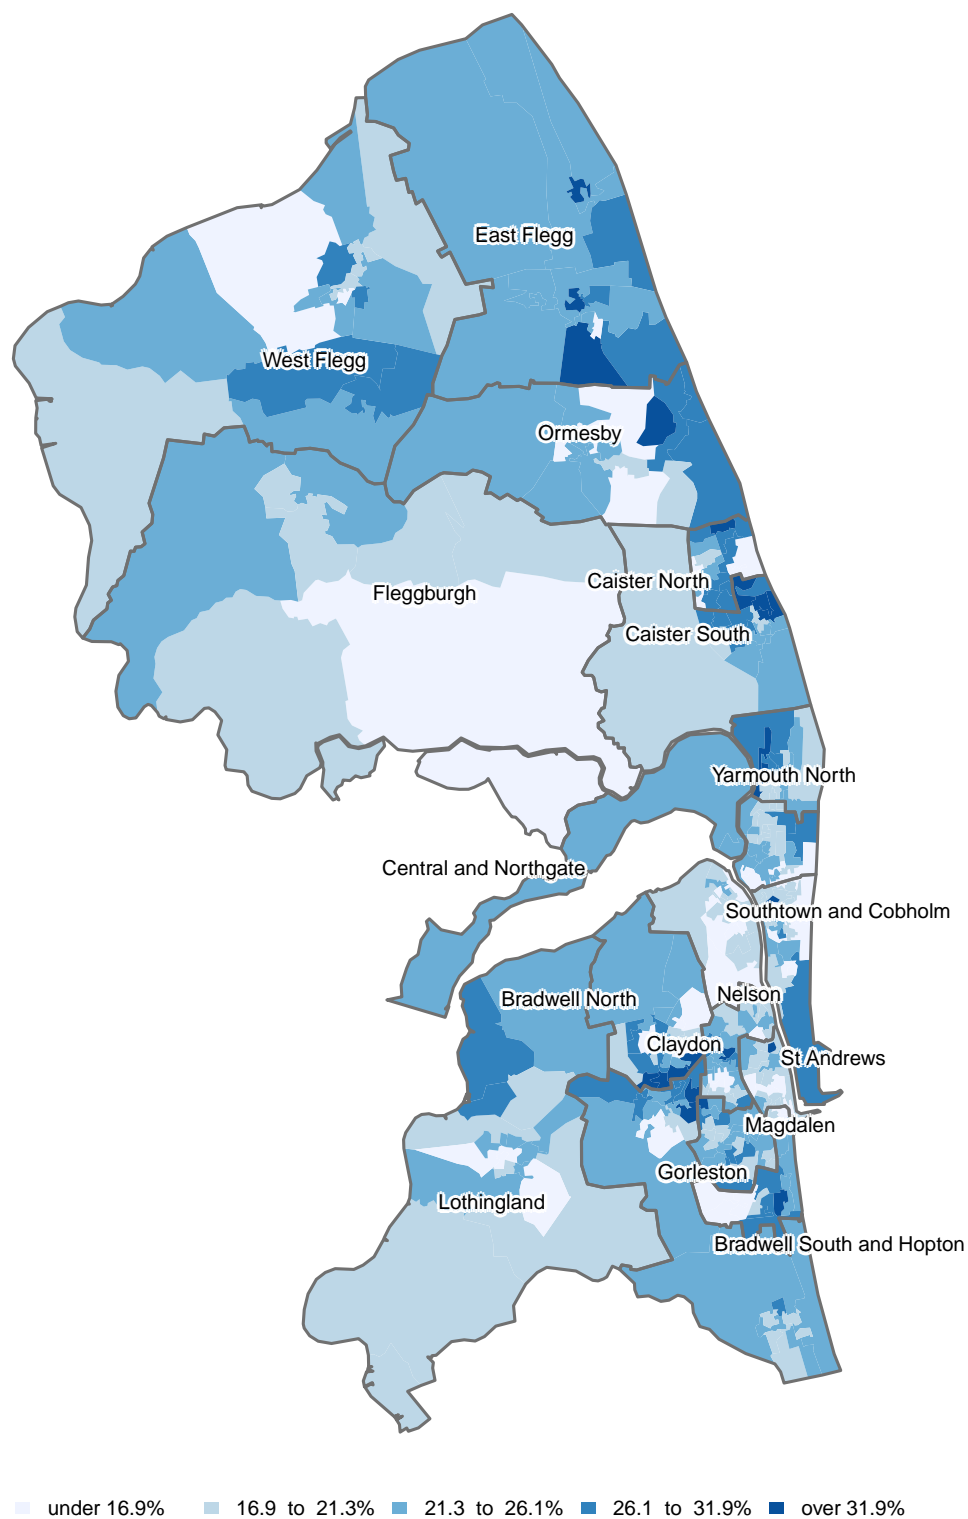 East Flegg
West Flegg
Ormesby
Caister North
Fleggburgh
Caister South
Yarmouth North
Central and Northgate
Southtown and Cobholm
Nelson
Bradwell North
Claydon
St Andrews
Magdalen
Gorleston
Lothingland
Bradwell South and Hopton
under 16.9% 16.9 to 21.3% 21.3 to 26.1% 26.1 to 31.9% over 31.9%